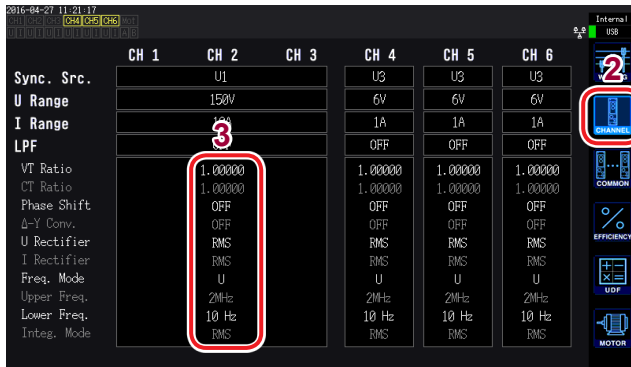 2016-04-27 11:21:17
CH1 CH2 CH3 CH4 CH5 CH6 Mot
U I U I U I U I U I U I A B
Internal
USB
CH 1 CH 2 CH 3 CH 4 CH 5 CH 6
Sync. Src. U1 U3 U3 U3
U Range 150V 6V 6V 6V
I Range 1A 1A 1A
LPF OFF OFF OFF
VT Ratio 1.00000 1.00000 1.00000 1.00000
CT Ratio 1.00000 1.00000 1.00000 1.00000
Phase Shift OFF OFF OFF OFF
Δ-Y Conv. OFF OFF OFF OFF
U Rectifier RMS RMS RMS RMS
I Rectifier RMS RMS RMS RMS
Freq. Mode U U U U
Upper Freq. 2MHz 2MHz 2MHz 2MHz
Lower Freq. 10 Hz 10 Hz 10 Hz 10 Hz
Integ. Mode RMS RMS RMS RMS
2
3
CHANNEL
COMMON
EFFICIENCY
UDF
MOTOR